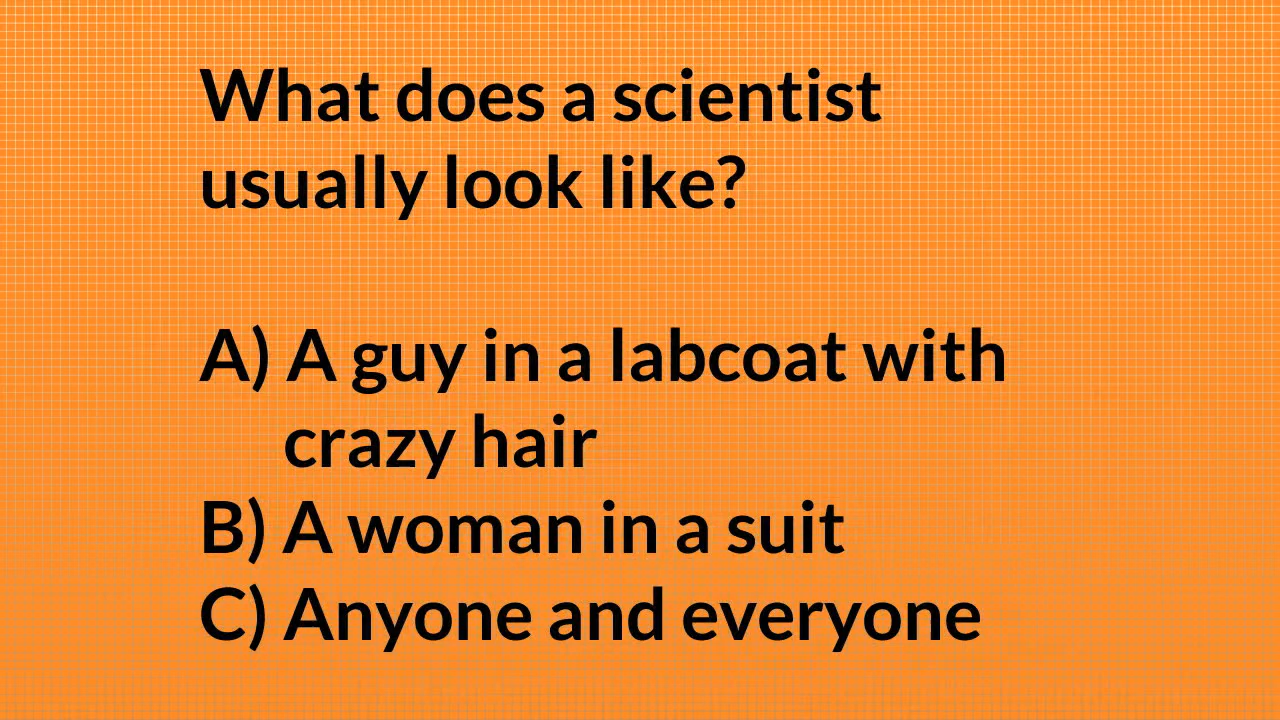 What does a scientist
usually look like?
A) A guy in a labcoat with
crazy hair
B) A woman in a suit
C) Anyone and everyone